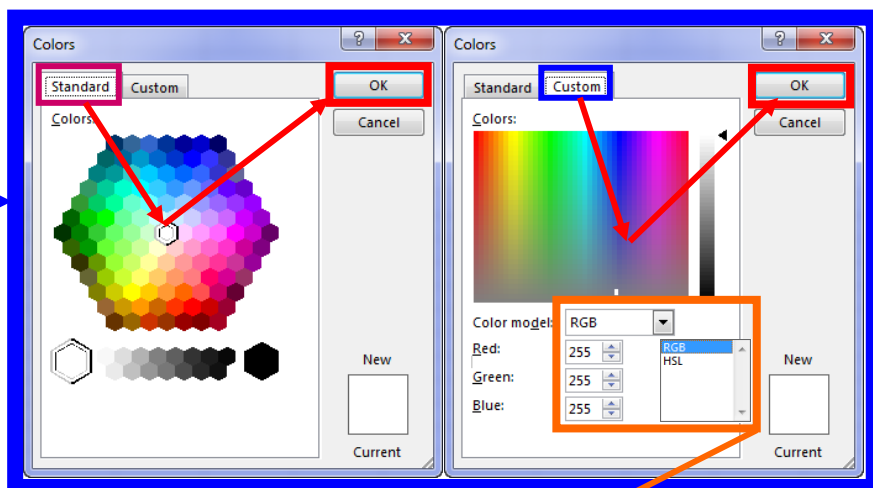 Colors
?
X
Standard
Custom
OK
Colors:
Cancel
New
Current
Colors
?
X
Standard
Custom
OK
Colors:
Cancel
Color model:
RGB
Red:
255
RGB
HSL
Green:
255
Blue:
255
New
Current